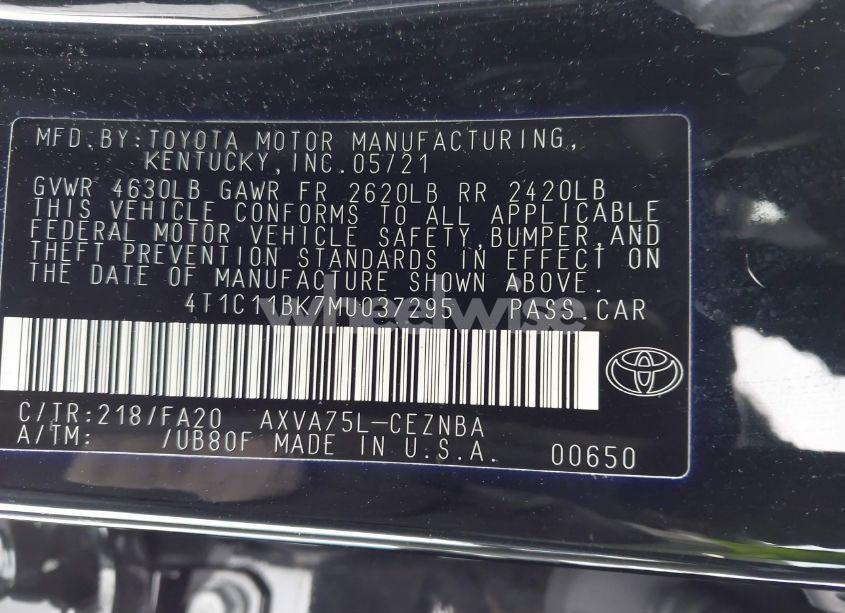 MFD. BY: TOYOTA MOTOR MANUFACTURING,
KENTUCKY, INC. 05/21
GVWR 4630LB GAWR FR 2620LB RR 2420LB
THIS VEHICLE CONFORMS TO ALL APPLICABLE
FEDERAL MOTOR VEHICLE SAFETY, BUMPER, AND
THEFT PREVENTION STANDARDS IN EFFECT ON
THE DATE OF MANUFACTURE SHOWN ABOVE.
PASS. CAR
wheelwise
C/TR: 218/FA20 AXVA75L-CEZNBA
A/TM: /UB80F MADE IN U.S.A. 00650